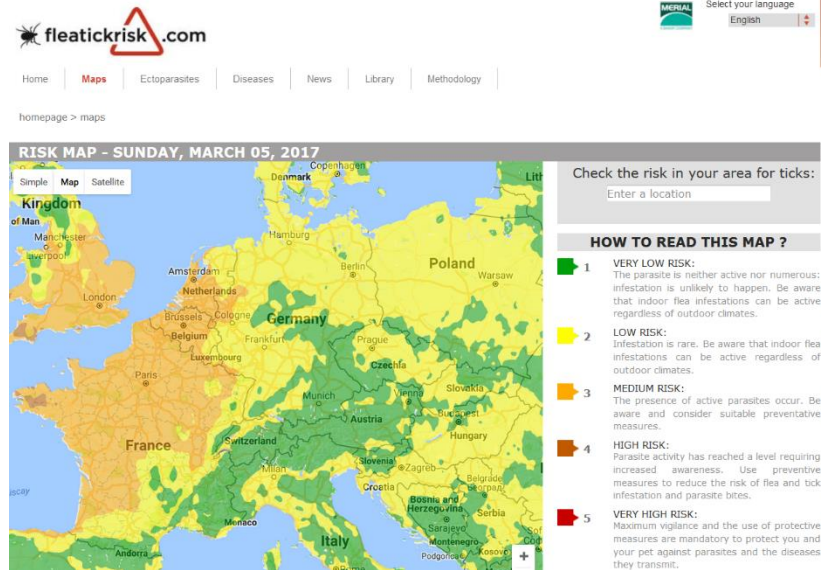 fleatickrisk.com
MERIAL
Select your language
English
Home
Maps
Ectoparasites
Diseases
News
Library
Methodology
homepage > maps
RISK MAP - SUNDAY, MARCH 05, 2017
Simple
Map
Satellite
Kingdom
of Man
Manchester
Liverpool
London
Copenhagen
Denmark
Lith
Hamburg
Amsterdam
Netherlands
Berlin
Poland
Warsaw
Brussels
Cologne
Belgium
Germany
Frankfurt
Prague
Luxembourg
Czechia
Paris
Munich
Vienna
Slovakia
Budapest
Austria
Hungary
France
Switzerland
Slovenia
Zagreb
Milan
Croatia
Belgrade
Београд
Bosnia and
Herzegovina
Serbia
Monaco
Sarajevo
Italy
Montenegro
Kosovo
Podgorica
Andorra
Rome
+
Check the risk in your area for ticks:
Enter a location
HOW TO READ THIS MAP ?
1
VERY LOW RISK:
The parasite is neither active nor numerous:
infestation is unlikely to happen. Be aware
that indoor flea infestations can be active
regardless of outdoor climates.
2
LOW RISK:
Infestation is rare. Be aware that indoor flea
infestations can be active regardless of
outdoor climates.
3
MEDIUM RISK:
The presence of active parasites occur. Be
aware and consider suitable preventative
measures.
4
HIGH RISK:
Parasite activity has reached a level requiring
increased awareness. Use preventive
measures to reduce the risk of flea and tick
infestation and parasite bites.
5
VERY HIGH RISK:
Maximum vigilance and the use of protective
measures are mandatory to protect you and
your pet against parasites and the diseases
they transmit.